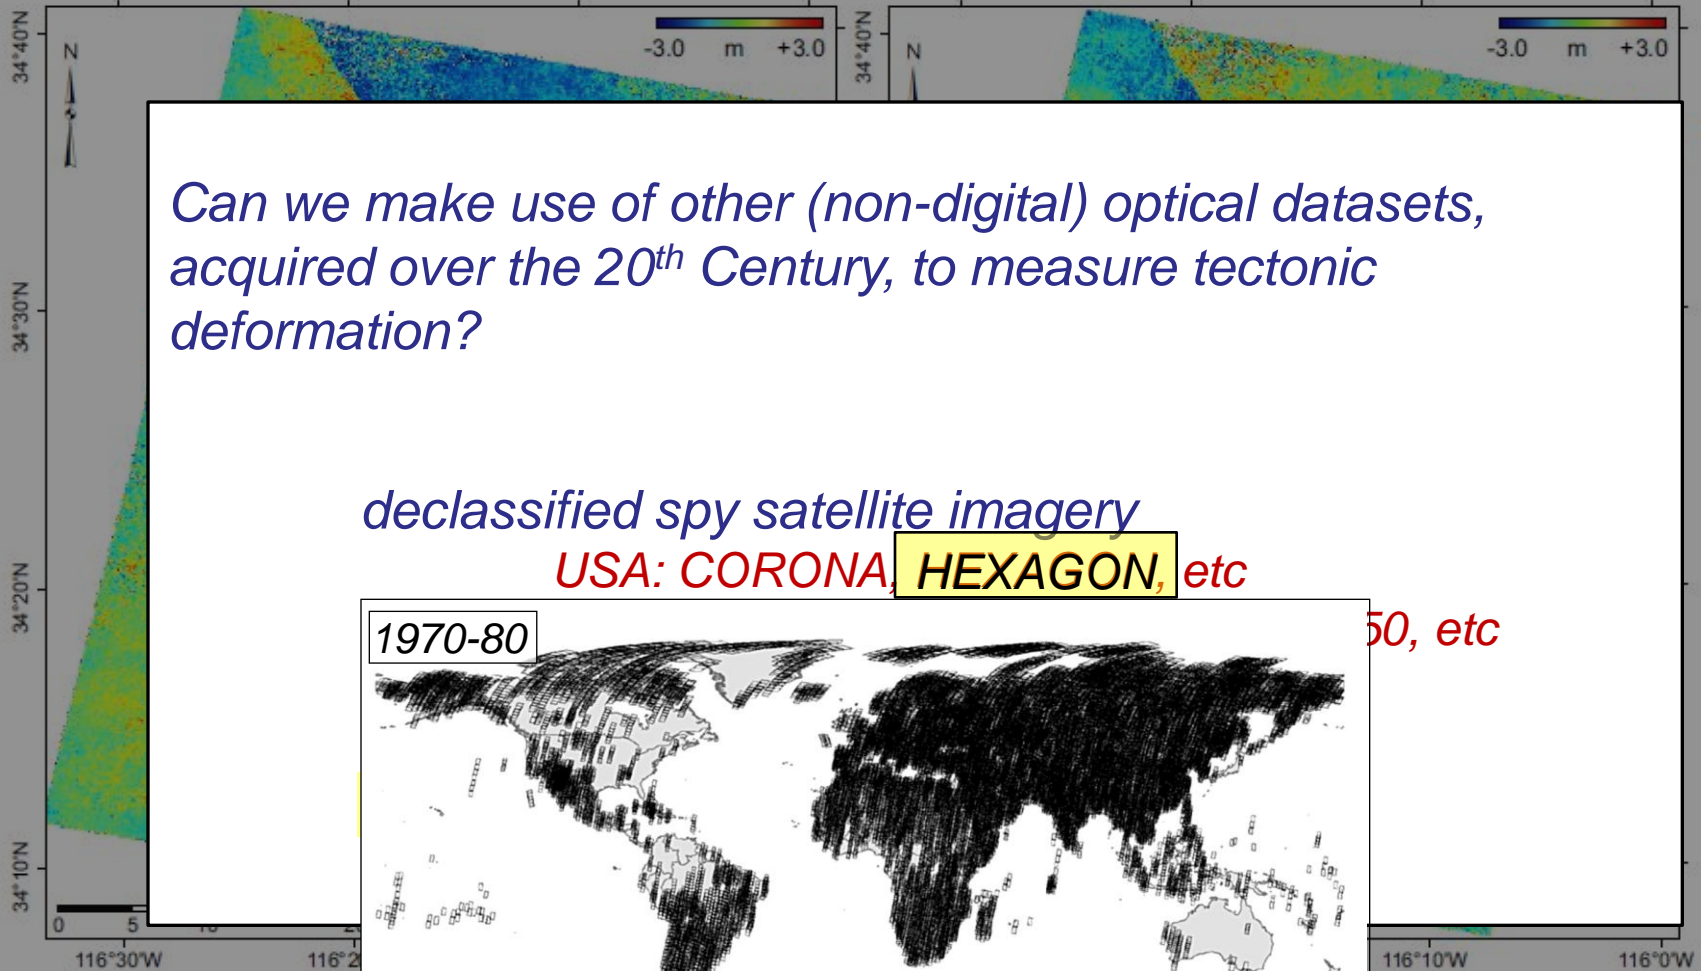 34°40'N
N
-3.0 m +3.0
34°40'N
N
-3.0 m +3.0
Can we make use of other (non-digital) optical datasets,
acquired over the 20th Century, to measure tectonic
deformation?
34°30'N
declassified spy satellite imagery
USA: CORONA, HEXAGON, etc
34°20'N
1970-80
50, etc
34°10'N
0 5
116°30'W
116°10'W
116°0'W